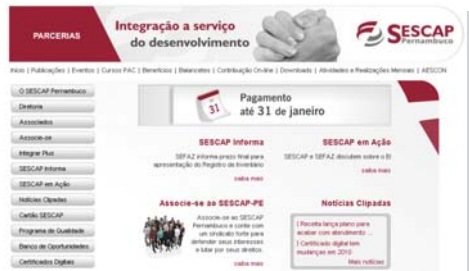 PARCERIAS
Integração a serviço
do desenvolvimento
SESCAP
Pernambuco
Início | Publicações | Eventos | Cursos PAC | Benefícios | Balancetes | Contribuição On-line | Downloads | Atividades e Realizações Mensais | AESCON
O SESCAP Pernambuco
Diretoria
Associados
Associe-se
Integrar Plus
SESCAP Informa
SESCAP em Ação
Notícias Clipadas
Cartão SESCAP
Programa de Qualidade
Banco de Oportunidades
Certificados Digitais
31
Pagamento
até 31 de janeiro
SESCAP Informa
SEFAZ informa prazo final para
apresentação do Registro de Inventário
saiba mais
SESCAP em Ação
SESCAP e SEFAZ discutem sobre o EI
saiba mais
Associe-se ao SESCAP-PE
Associe-se ao SESCAP
Pernambuco e conte com
um sindicato forte para
defender seus interesses
e lutar por seus direitos.
saiba mais
Notícias Clipadas
| Receita lança plano para
acabar com atendimento ...
| Certificado digital tem
mudanças em 2010
Mais notícias